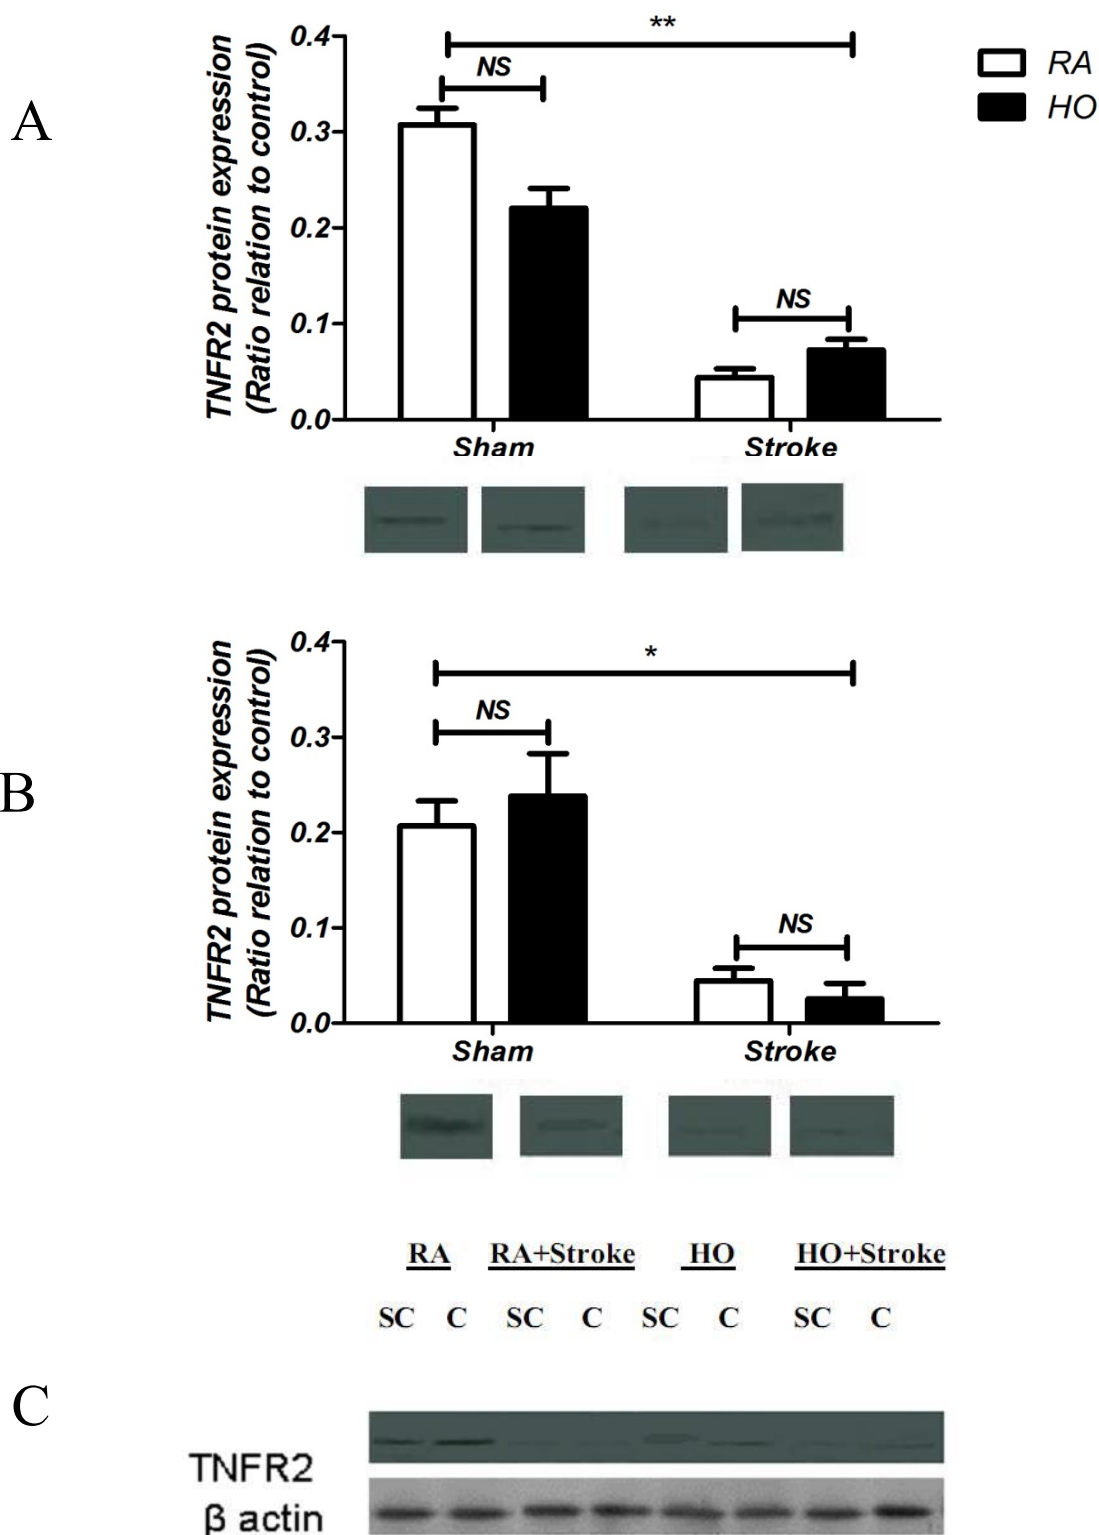 A
TNFR2 protein expression
(Ratio relation to control)
0.4
0.3
0.2
0.1
0.0
**
NS
NS
RA
HO
Sham Stroke
B
TNFR2 protein expression
(Ratio relation to control)
0.4
0.3
0.2
0.1
0.0
*
NS
NS
Sham Stroke
RA RA+Stroke HO HO+Stroke
SC C SC C SC C SC C
C
TNFR2
β actin